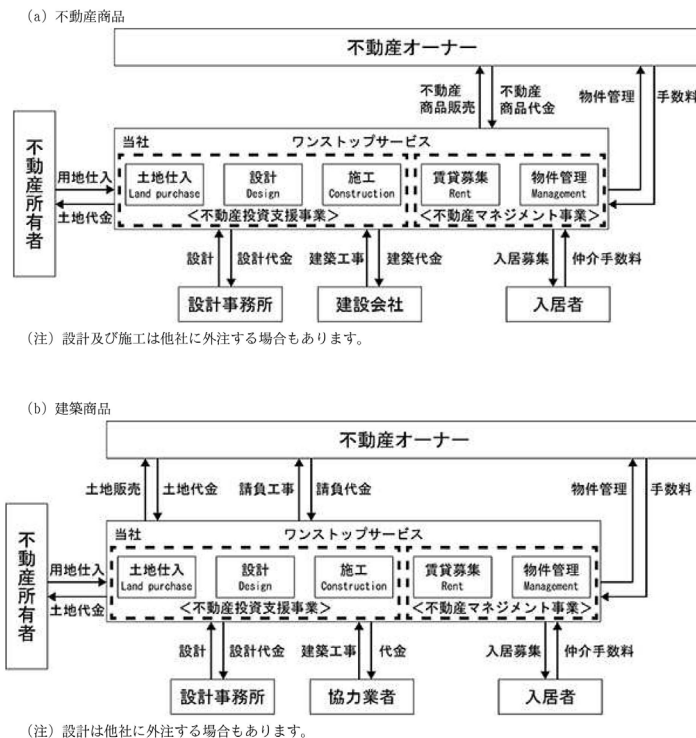 (a) 不動産商品
不動産オーナー
不動産
商品販売
不動産
商品代金
物件管理
手数料
不動産所有者
用地仕入
土地代金
当社
ワンストップサービス
土地仕入
Land purchase
設計
Design
施工
Construction
賃貸募集
Rent
物件管理
Management
<不動産投資支援事業>
<不動産マネジメント事業>
設計
設計代金
建築工事
建築代金
入居募集
仲介手数料
設計事務所
建設会社
入居者
(注) 設計及び施工は他社に外注する場合もあります。
(b) 建築商品
不動産オーナー
土地販売
土地代金
請負工事
請負代金
物件管理
手数料
不動産所有者
用地仕入
土地代金
当社
ワンストップサービス
土地仕入
Land purchase
設計
Design
施工
Construction
賃貸募集
Rent
物件管理
Management
<不動産投資支援事業>
<不動産マネジメント事業>
設計
設計代金
建築工事
代金
入居募集
仲介手数料
設計事務所
協力業者
入居者
(注) 設計は他社に外注する場合もあります。